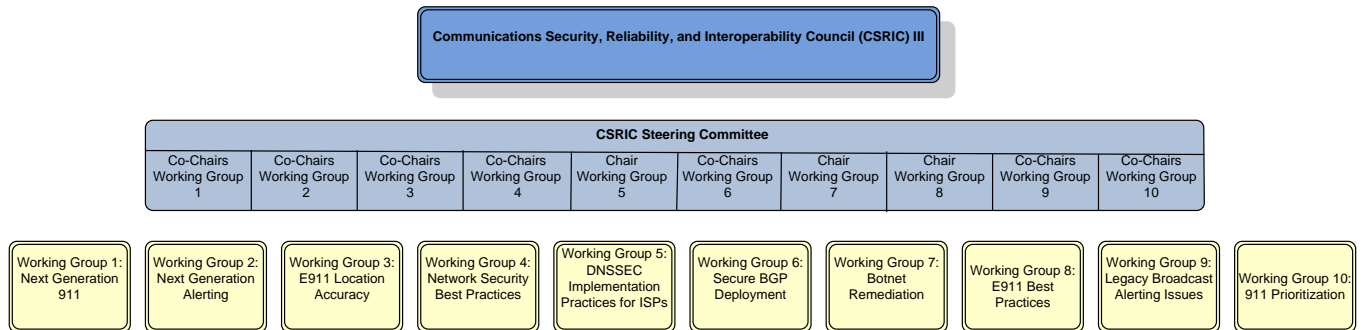 Communications Security, Reliability, and Interoperability Council (CSRIC) III
CSRIC Steering Committee
Co-Chairs
Working Group
1
Co-Chairs
Working Group
2
Co-Chairs
Working Group
3
Co-Chairs
Working Group
4
Chair
Working Group
5
Co-Chairs
Working Group
6
Chair
Working Group
7
Chair
Working Group
8
Co-Chairs
Working Group
9
Co-Chairs
Working Group
10
Working Group 1:
Next Generation
911
Working Group 2:
Next Generation
Alerting
Working Group 3:
E911 Location
Accuracy
Working Group 4:
Network Security
Best Practices
Working Group 5:
DNSSEC
Implementation
Practices for ISPs
Working Group 6:
Secure BGP
Deployment
Working Group 7:
Botnet
Remediation
Working Group 8:
E911 Best
Practices
Working Group 9:
Legacy Broadcast
Alerting Issues
Working Group 10:
911 Prioritization